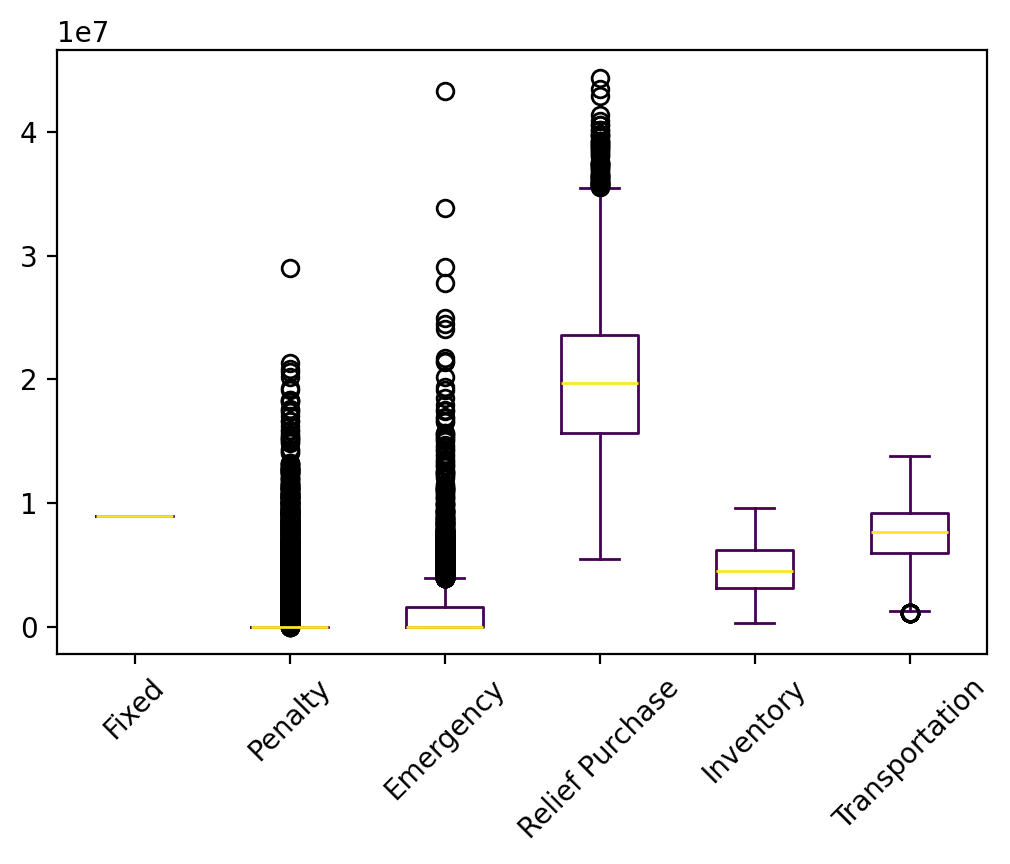 1e7
4
3
2
1
0
Fixed
Penalty
Emergency
Relief Purchase
Inventory
Transportation